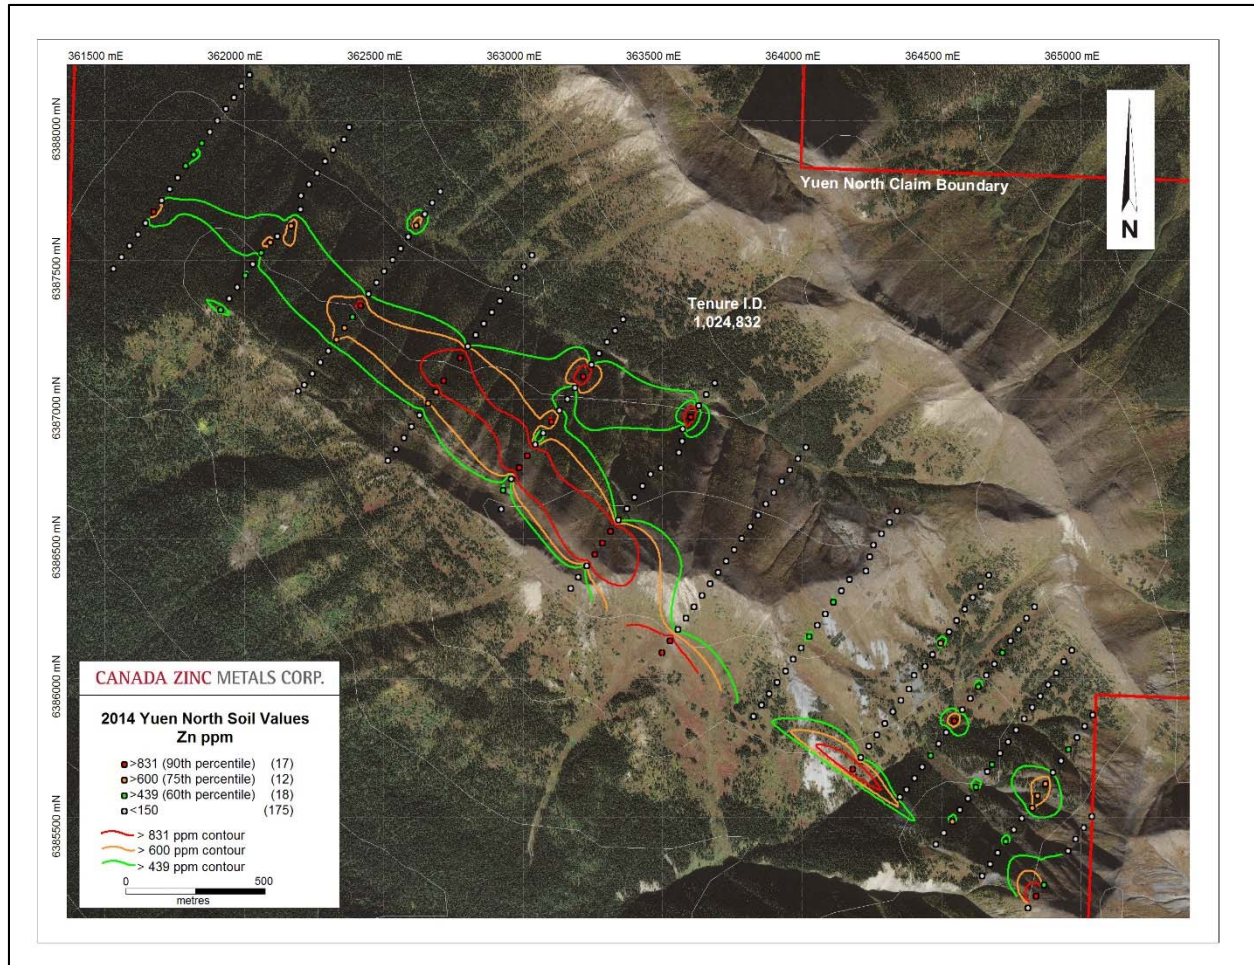 361500 mE 362000 mE 362500 mE 363000 mE 363500 mE 364000 mE 364500 mE 365000 mE
6388000 mN
6387500 mN
6387000 mN
6386500 mN
6386000 mN
6385500 mN
Yuen North Claim Boundary
N
Tenure I.D.
1,024,832
CANADA ZINC METALS CORP.
2014 Yuen North Soil Values
Zn ppm
>831 (90th percentile) (17)
>600 (75th percentile) (12)
>439 (60th percentile) (18)
<150 (175)
> 831 ppm contour
> 600 ppm contour
> 439 ppm contour
0 500
metres